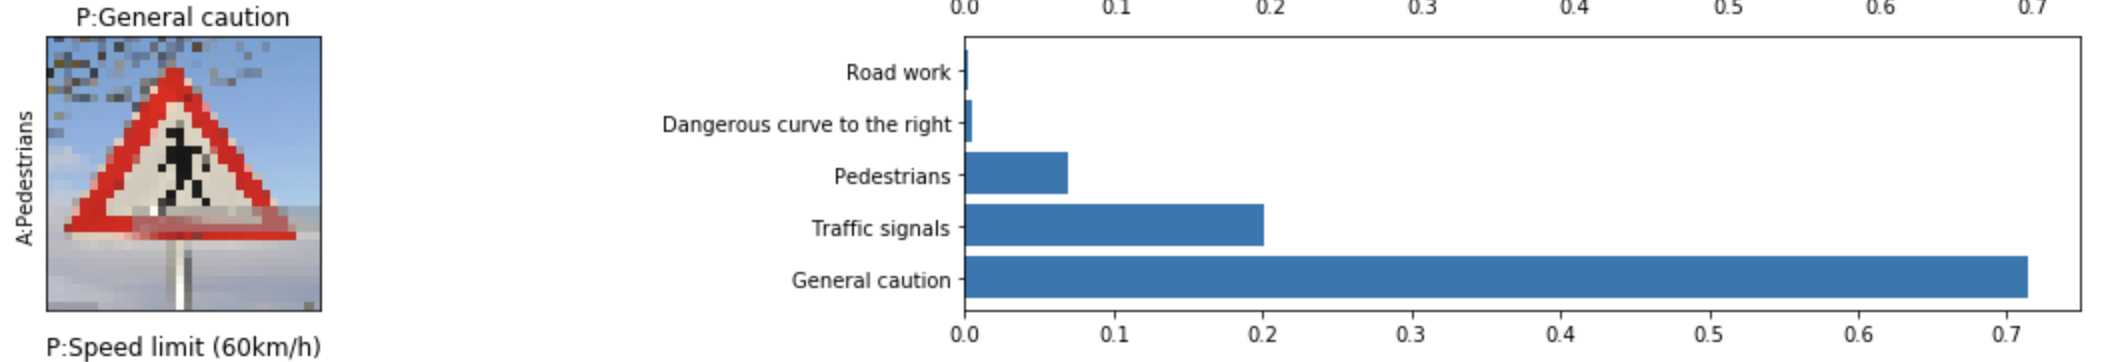 P:General caution
0.0 0.1 0.2 0.3 0.4 0.5 0.6 0.7
A:Pedestrians
Road work
Dangerous curve to the right
Pedestrians
Traffic signals
General caution
0.0 0.1 0.2 0.3 0.4 0.5 0.6 0.7
P:Speed limit (60km/h)